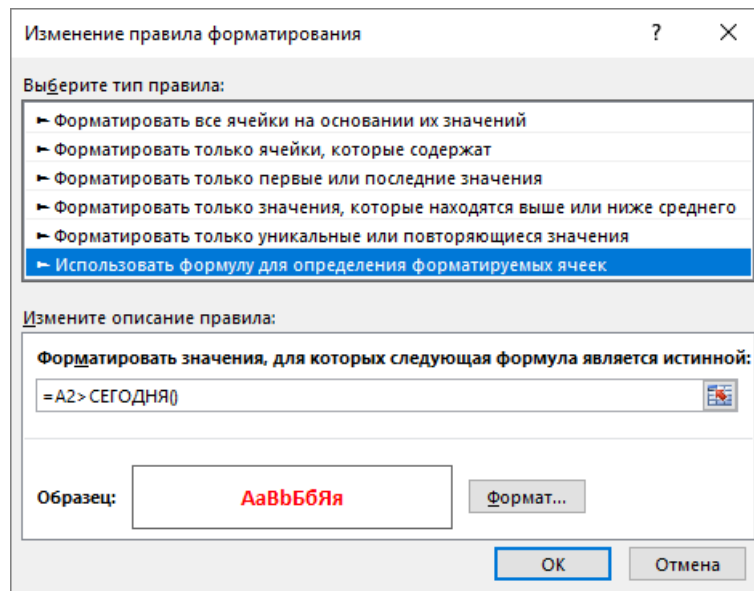 Изменение правила форматирования ?
Выберите тип правила:
► Форматировать все ячейки на основании их значений
► Форматировать только ячейки, которые содержат
► Форматировать только первые или последние значения
► Форматировать только значения, которые находятся выше или ниже среднего
► Форматировать только уникальные или повторяющиеся значения
► Использовать формулу для определения форматируемых ячеек
Измените описание правила:
Форматировать значения, для которых следующая формула является истинной:
=A2>СЕГОДНЯ()
Образец: AaBbБбЯя Формат...
ОК Отмена